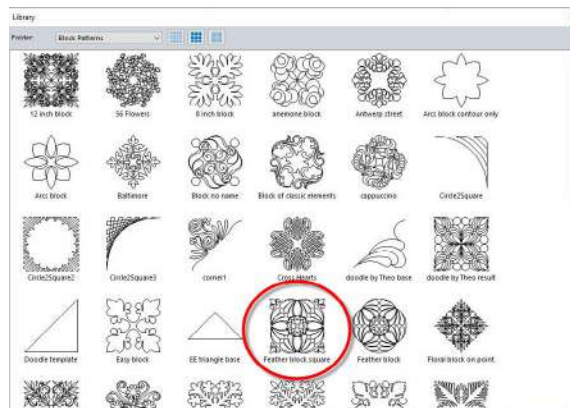 Library
Folder
Block Patterns
12 inch block
56 Flowers
8 inch block
anemone block
Antwerp street
Arcs block contour only
Arcs block
Baltimore
Block no name
Block of classic elements
cappuccino
Circle2Square
Circle2Square2
Circle2Square3
corner1
Cross Hearts
doodle by Theo base
doodle by Theo result
Doodle template
Easy block
EE triangle base
Feather block square
Feather block
Floral block on point